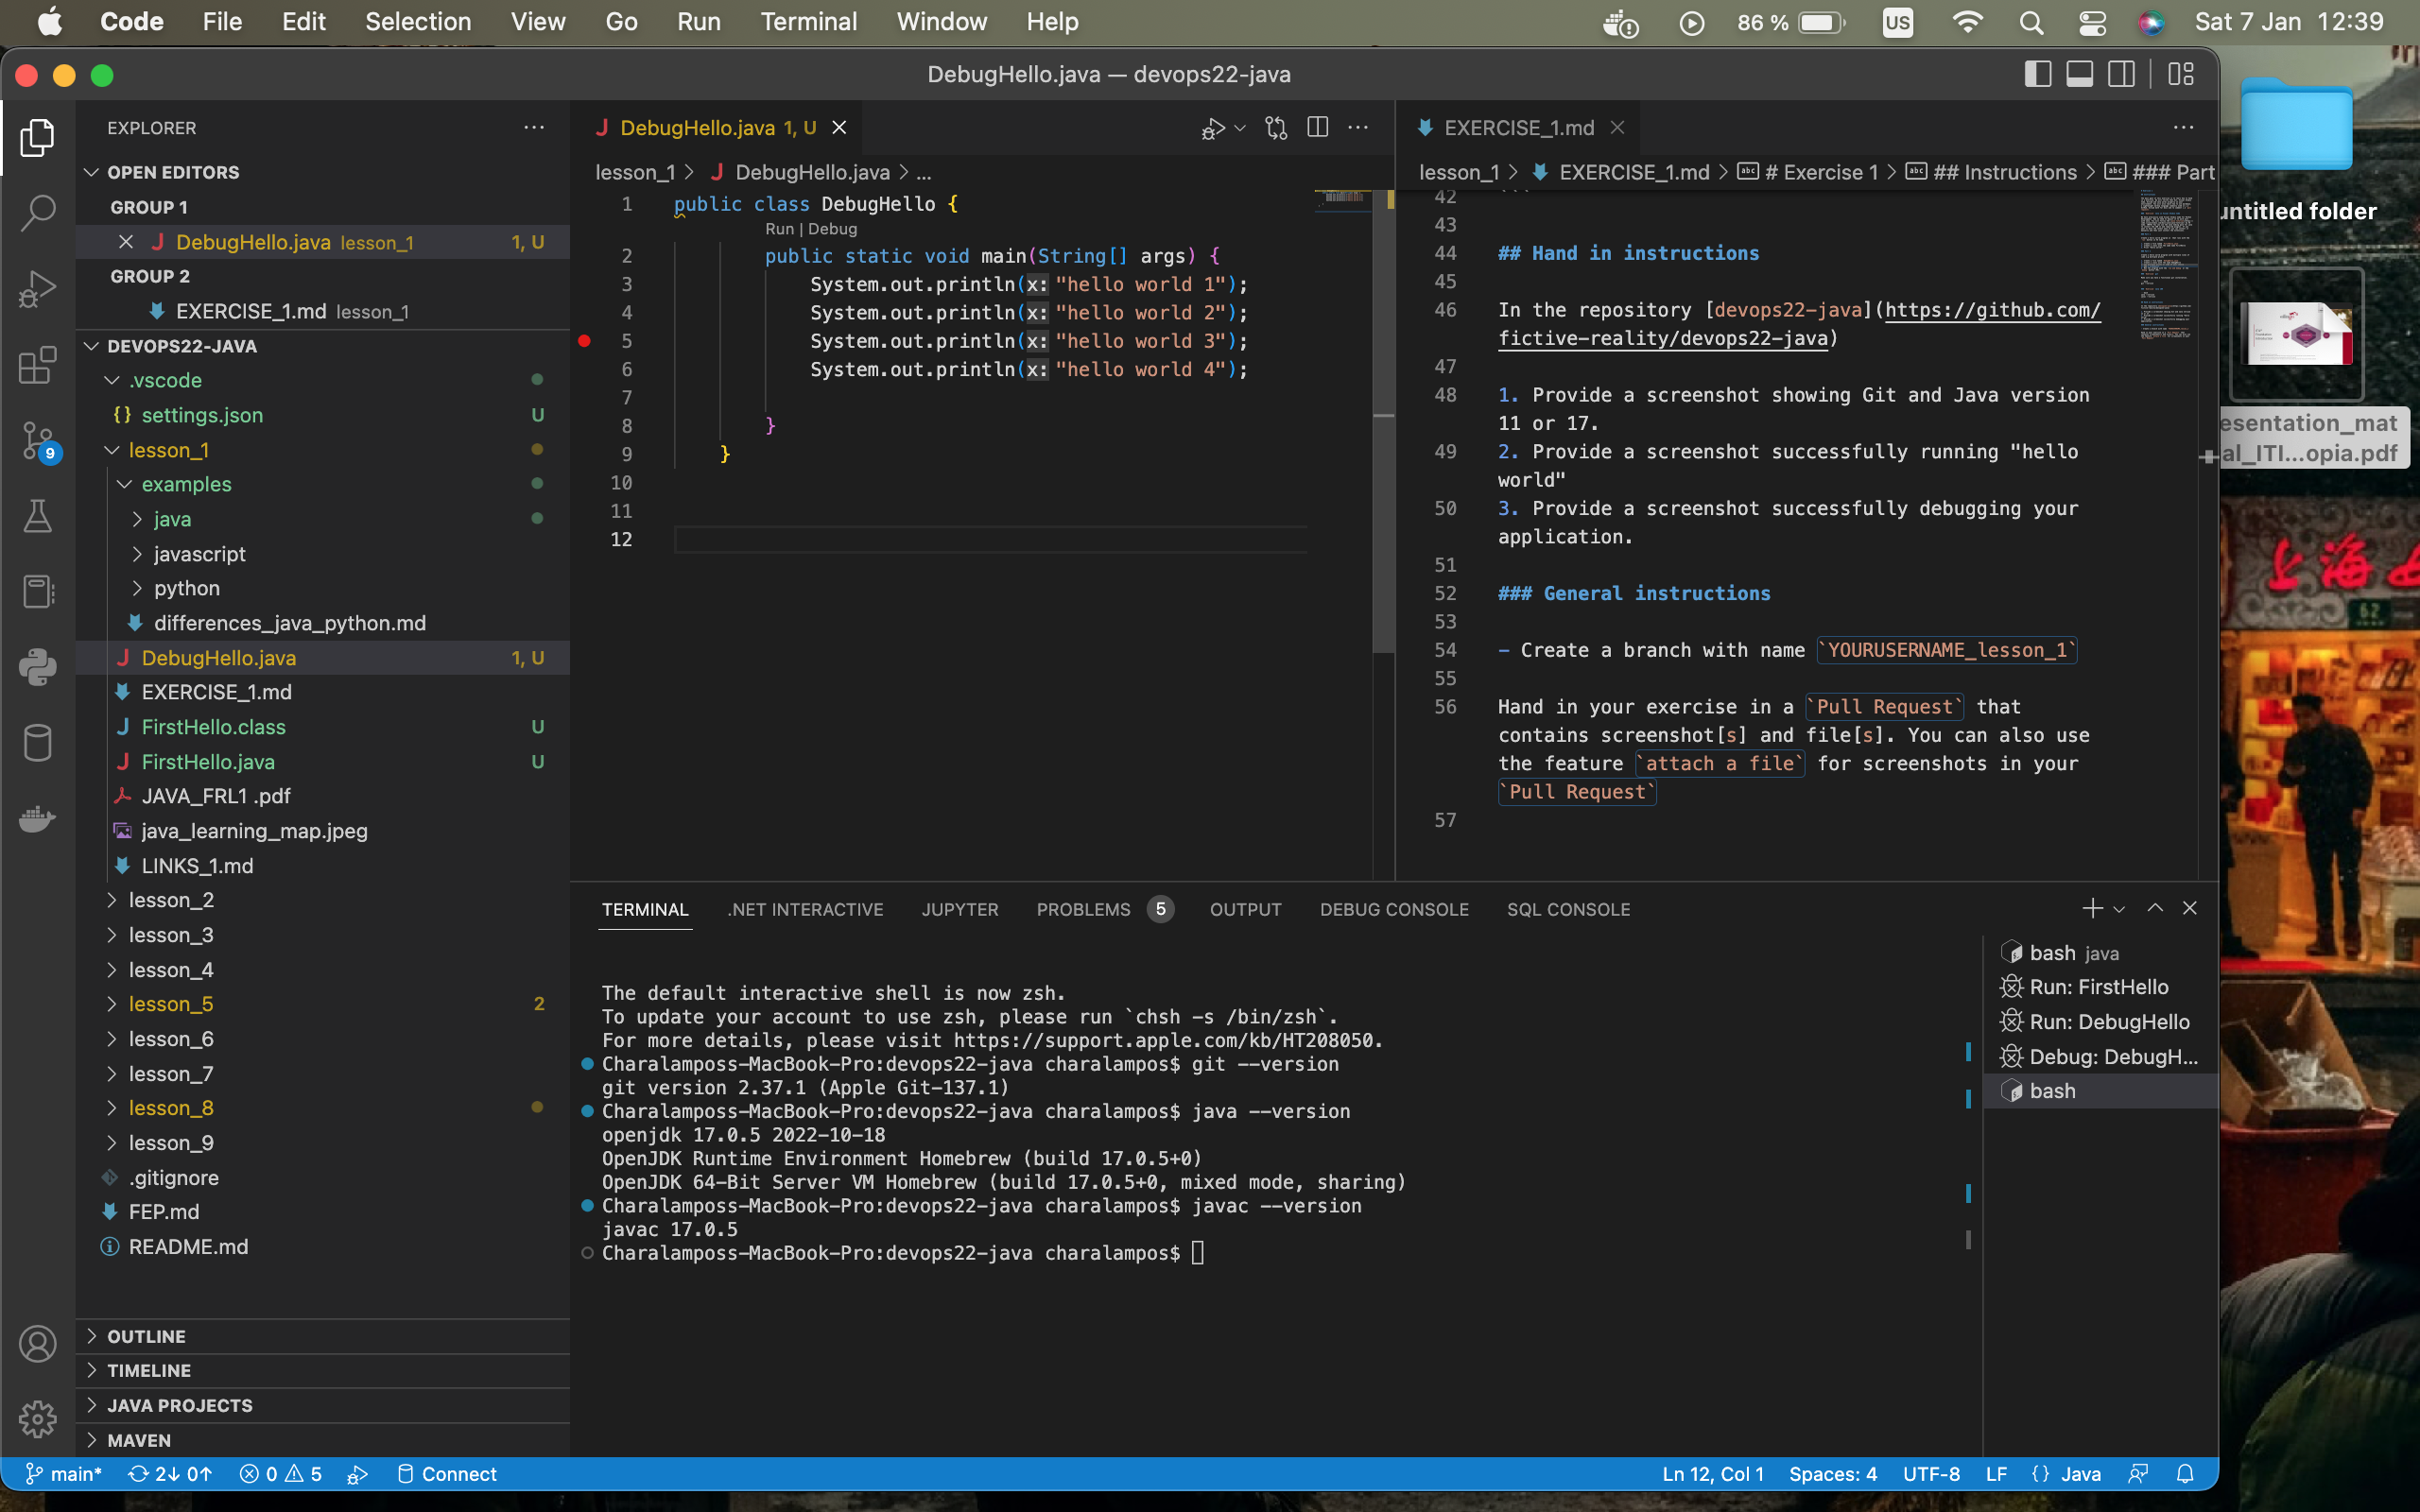 Code File Edit Selection View Go Run Terminal Window Help 86 % US Sat 7 Jan 12:39
DebugHello.java — devops22-java
EXPLORER
OPEN EDITORS
GROUP 1
DebugHello.java lesson_1 1, U
GROUP 2
EXERCISE_1.md lesson_1
DEVOPS22-JAVA
.vscode
{} settings.json U
lesson_1
examples
java
javascript
python
differences_java_python.md
DebugHello.java 1, U
EXERCISE_1.md
FirstHello.class U
FirstHello.java U
JAVA_FRL1 .pdf
java_learning_map.jpeg
LINKS_1.md
lesson_2
lesson_3
lesson_4
lesson_5 2
lesson_6
lesson_7
lesson_8
lesson_9
.gitignore
FEP.md
README.md
OUTLINE
TIMELINE
JAVA PROJECTS
MAVEN
9
DebugHello.java 1, U
lesson_1 > DebugHello.java > ...
1 public class DebugHello {
Run | Debug
2 public static void main(String[] args) {
3 System.out.println(x: "hello world 1");
4 System.out.println(x: "hello world 2");
5 System.out.println(x: "hello world 3");
6 System.out.println(x: "hello world 4");
7
8 }
9 }
10
11
12
EXERCISE_1.md
lesson_1 > EXERCISE_1.md > # Exercise 1 > ## Instructions > ### Part
42 ```
43
44 ## Hand in instructions
45
46 In the repository [devops22-java](https://github.com/
fictive-reality/devops22-java)
47
48 1. Provide a screenshot showing Git and Java version
11 or 17.
49 2. Provide a screenshot successfully running "hello
world"
50 3. Provide a screenshot successfully debugging your
application.
51
52 ### General instructions
53
54 - Create a branch with name `YOURUSERNAME_lesson_1`
55
56 Hand in your exercise in a `Pull Request` that
contains screenshot[s] and file[s]. You can also use
the feature `attach a file` for screenshots in your
`Pull Request`
57
TERMINAL .NET INTERACTIVE JUPYTER PROBLEMS 5 OUTPUT DEBUG CONSOLE SQL CONSOLE
The default interactive shell is now zsh.
To update your account to use zsh, please run `chsh -s /bin/zsh`.
For more details, please visit https://support.apple.com/kb/HT208050.
Charalamposs-MacBook-Pro:devops22-java charalampos$ git --version
git version 2.37.1 (Apple Git-137.1)
Charalamposs-MacBook-Pro:devops22-java charalampos$ java --version
openjdk 17.0.5 2022-10-18
OpenJDK Runtime Environment Homebrew (build 17.0.5+0)
OpenJDK 64-Bit Server VM Homebrew (build 17.0.5+0, mixed mode, sharing)
Charalamposs-MacBook-Pro:devops22-java charalampos$ javac --version
javac 17.0.5
Charalamposs-MacBook-Pro:devops22-java charalampos$
bash java
Run: FirstHello
Run: DebugHello
Debug: DebugH...
bash
main* 2↓ 0↑ 0 5 Connect Ln 12, Col 1 Spaces: 4 UTF-8 LF {} Java
untitled folder
esentation_mat
al_ITI...opia.pdf
上海
62